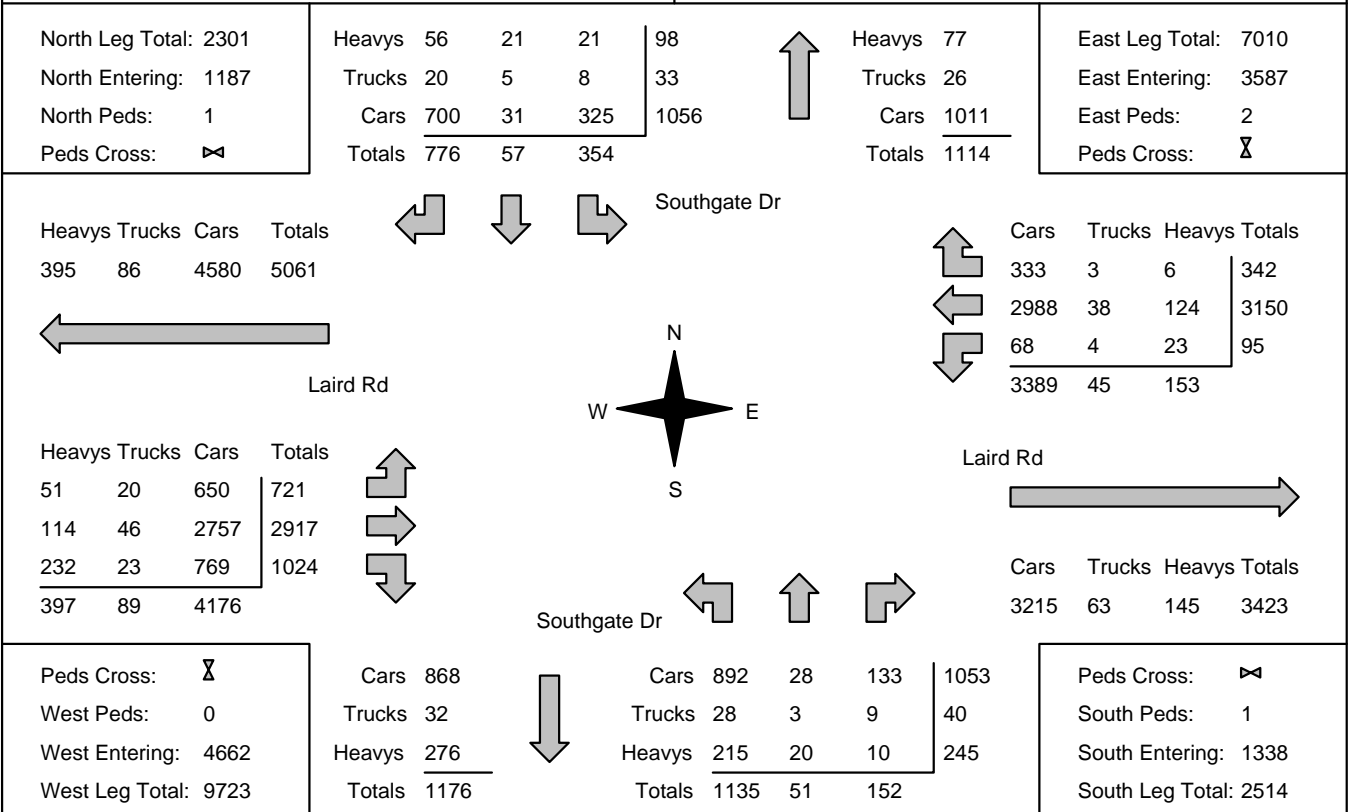 North Leg Total: 2301
North Entering: 1187
North Peds: 1
Peds Cross:
Heavys 56 21 21 98
Trucks 20 5 8 33
Cars 700 31 325 1056
Totals 776 57 354
Heavys 77
Trucks 26
Cars 1011
Totals 1114
East Leg Total: 7010
East Entering: 3587
East Peds: 2
Peds Cross:
Heavys Trucks Cars Totals
395 86 4580 5061
Southgate Dr
Cars Trucks Heavys Totals
333 3 6 342
2988 38 124 3150
68 4 23 95
3389 45 153
Laird Rd
N
W E
S
Heavys Trucks Cars Totals
51 20 650 721
114 46 2757 2917
232 23 769 1024
397 89 4176
Laird Rd
Cars Trucks Heavys Totals
3215 63 145 3423
Southgate Dr
Peds Cross:
West Peds: 0
West Entering: 4662
West Leg Total: 9723
Cars 868
Trucks 32
Heavys 276
Totals 1176
Cars 892 28 133 1053
Trucks 28 3 9 40
Heavys 215 20 10 245
Totals 1135 51 152
Peds Cross:
South Peds: 1
South Entering: 1338
South Leg Total: 2514